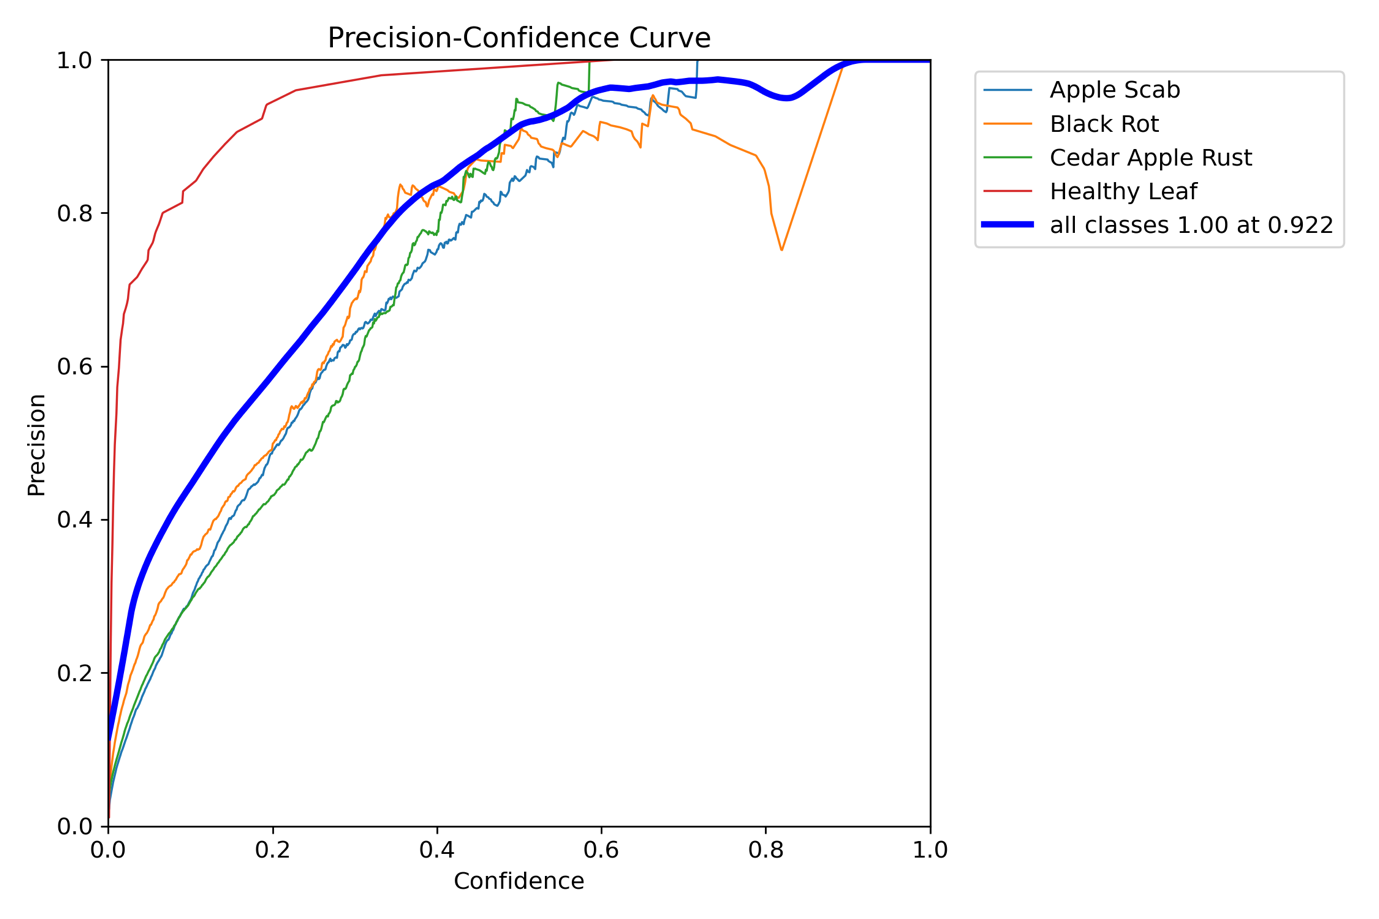 Precision-Confidence Curve
1.0
0.8
0.6
0.4
0.2
0.0
Precision
0.0 0.2 0.4 0.6 0.8 1.0
Confidence
Apple Scab
Black Rot
Cedar Apple Rust
Healthy Leaf
all classes 1.00 at 0.922